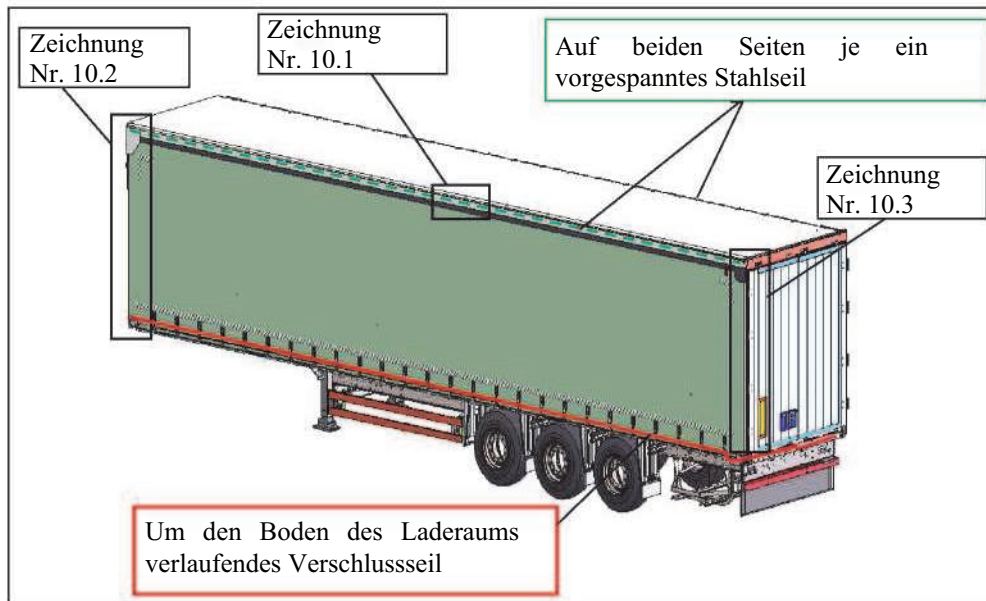 Zeichnung
Nr. 10.2
Zeichnung
Nr. 10.1
Auf beiden Seiten je ein
vorgespanntes Stahlseil
Zeichnung
Nr. 10.3
Um den Boden des Laderaums
verlaufendes Verschlussseil